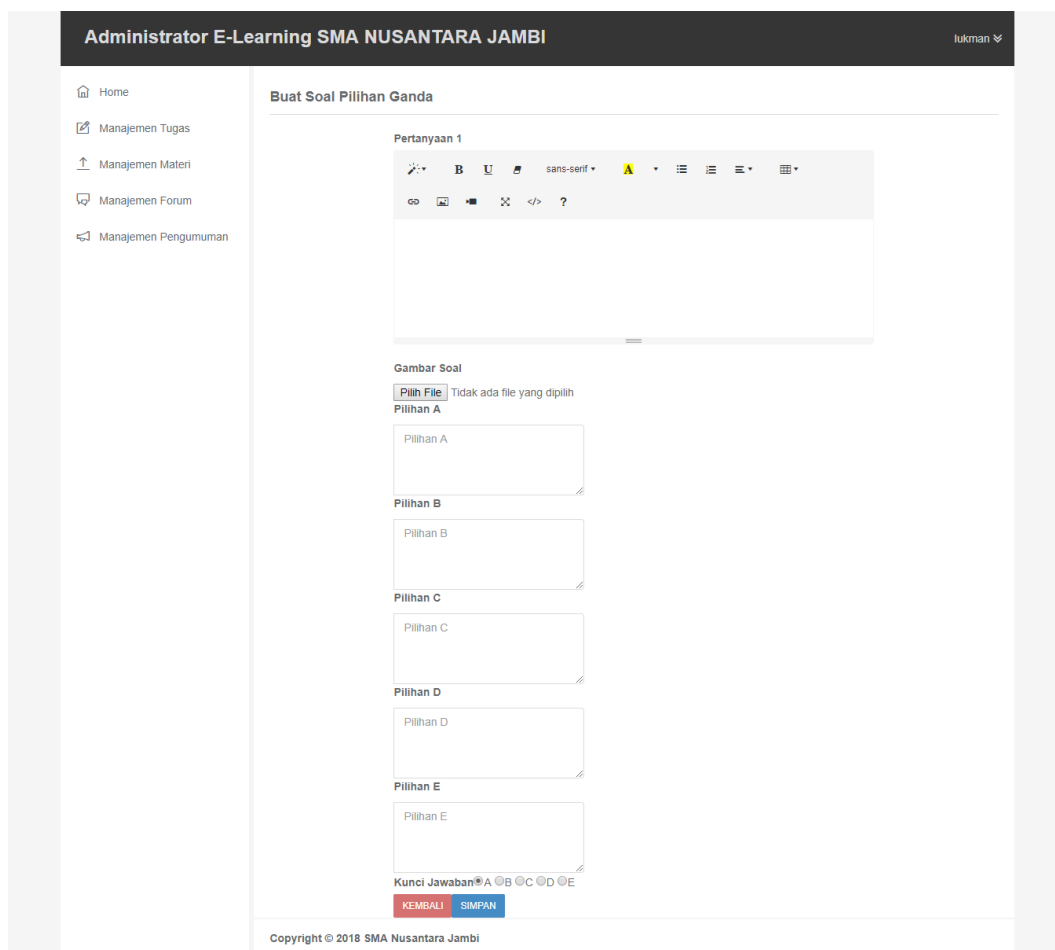 Administrator E-Learning SMA NUSANTARA JAMBI
lukman
Home
Manajemen Tugas
Manajemen Materi
Manajemen Forum
Manajemen Pengumuman
Buat Soal Pilihan Ganda
Pertanyaan 1
B U sans-serif A
</> ?
Gambar Soal
Pilih File Tidak ada file yang dipilih
Pilihan A
Pilihan A
Pilihan B
Pilihan B
Pilihan C
Pilihan C
Pilihan D
Pilihan D
Pilihan E
Pilihan E
Kunci Jawaban A B C D E
KEMBALI SIMPAN
Copyright © 2018 SMA Nusantara Jambi